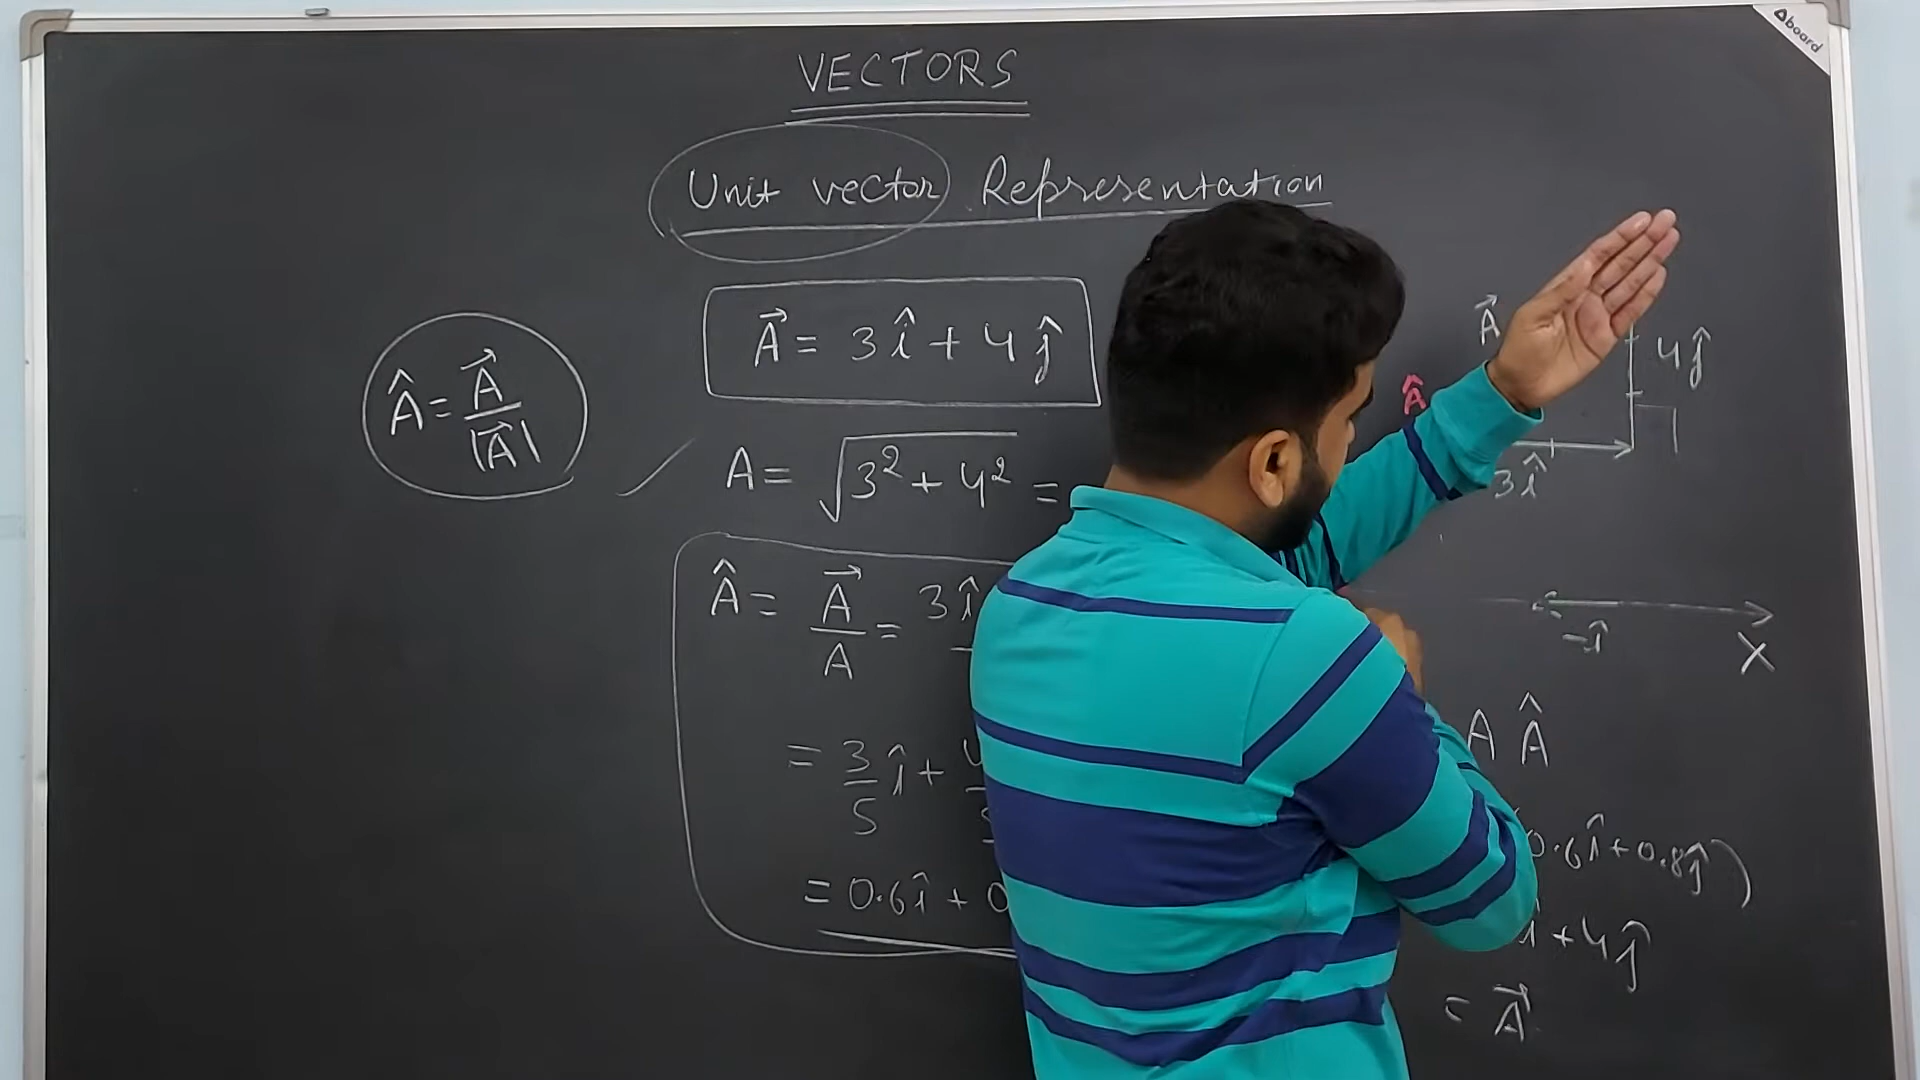 VECTORS
Unit vector Representation
Â = A⃗ / |A⃗|
A⃗ = 3î + 4ĵ
A = √(3² + 4²) =
Â = A⃗ / A = 3î
= 3/5 î +
= 0.6î + 0
A⃗
4ĵ
Â
3î
-î
X
A Â
0.6î + 0.8ĵ)
î + 4ĵ
= A⃗
board